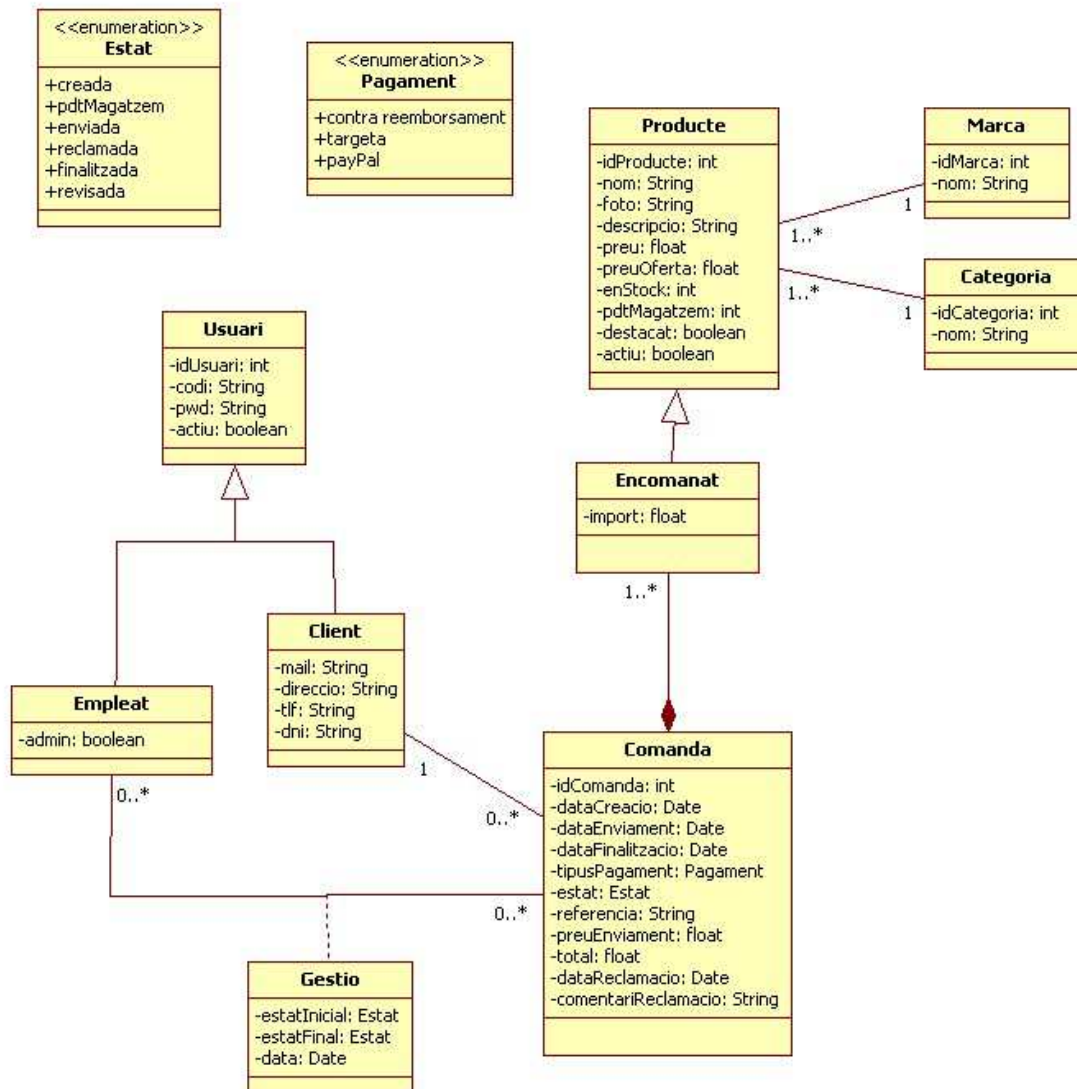 <<enumeration>>
Estat
+creada
+pdtMagatzem
+enviada
+reclamada
+finalitzada
+revisada
<<enumeration>>
Pagament
+contra reemborsament
+targeta
+payPal
Producte
-idProducte: int
-nom: String
-foto: String
-descripcio: String
-preu: float
-preuOferta: float
-enStock: int
-pdtMagatzem: int
-destacat: boolean
-actiu: boolean
Marca
-idMarca: int
-nom: String
1
1..*
1..*
1
Categoria
-idCategoria: int
-nom: String
Usuari
-idUsuari: int
-codi: String
-pwd: String
-actiu: boolean
Encomanat
-import: float
1..*
Client
-mail: String
-direccio: String
-tlf: String
-dni: String
1
0..*
Empleat
-admin: boolean
0..*
0..*
Comanda
-idComanda: int
-dataCreacio: Date
-dataEnviament: Date
-dataFinalitzacio: Date
-tipusPagament: Pagament
-estat: Estat
-referencia: String
-preuEnviament: float
-total: float
-dataReclamacio: Date
-comentariReclamacio: String
Gestio
-estatInicial: Estat
-estatFinal: Estat
-data: Date